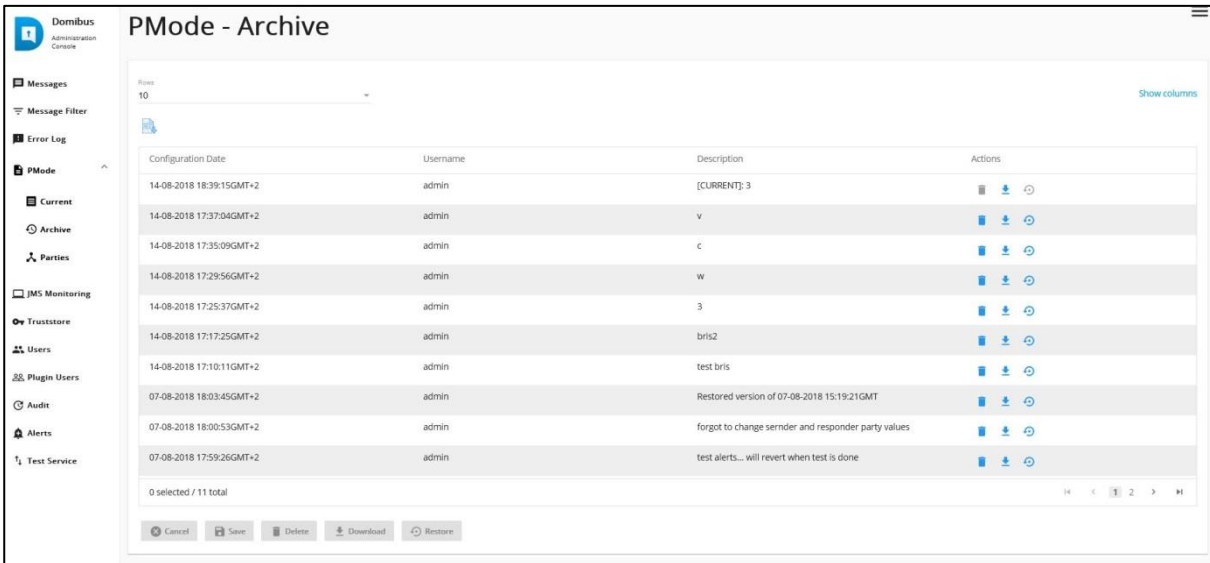 Domibus
Administration
Console
PMode - Archive
Messages
Message Filter
Error Log
PMode
Current
Archive
Parties
JMS Monitoring
Truststore
Users
Plugin Users
Audit
Alerts
Test Service
Rows
10
Show columns
Configuration Date Username Description Actions
14-08-2018 18:39:15GMT+2 admin [CURRENT]: 3
14-08-2018 17:37:04GMT+2 admin v
14-08-2018 17:35:09GMT+2 admin c
14-08-2018 17:29:56GMT+2 admin w
14-08-2018 17:25:37GMT+2 admin 3
14-08-2018 17:17:25GMT+2 admin bris2
14-08-2018 17:10:11GMT+2 admin test bris
07-08-2018 18:03:45GMT+2 admin Restored version of 07-08-2018 15:19:21GMT
07-08-2018 18:00:53GMT+2 admin forgot to change sernder and responder party values
07-08-2018 17:59:26GMT+2 admin test alerts... will revert when test is done
0 selected / 11 total 1 2
Cancel Save Delete Download Restore